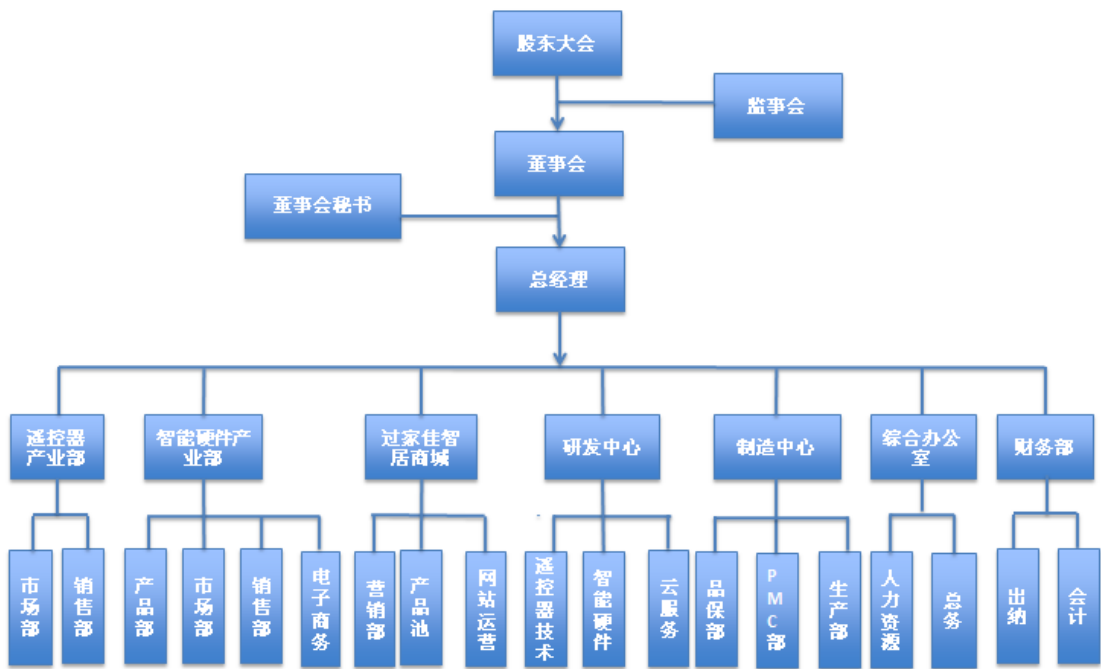 股东大会
监事会
董事会
董事会秘书
总经理
遥控器
产业部
智能硬件产
业部
过家佳智
居商城
研发中心
制造中心
综合办公
室
财务部
市场部
销售部
产品部
市场部
销售部
电子商务
营销部
产品池
网站运营
遥控器技术
智能硬件
云服务
品保部
PMC部
生产部
人力资源
总务
出纳
会计